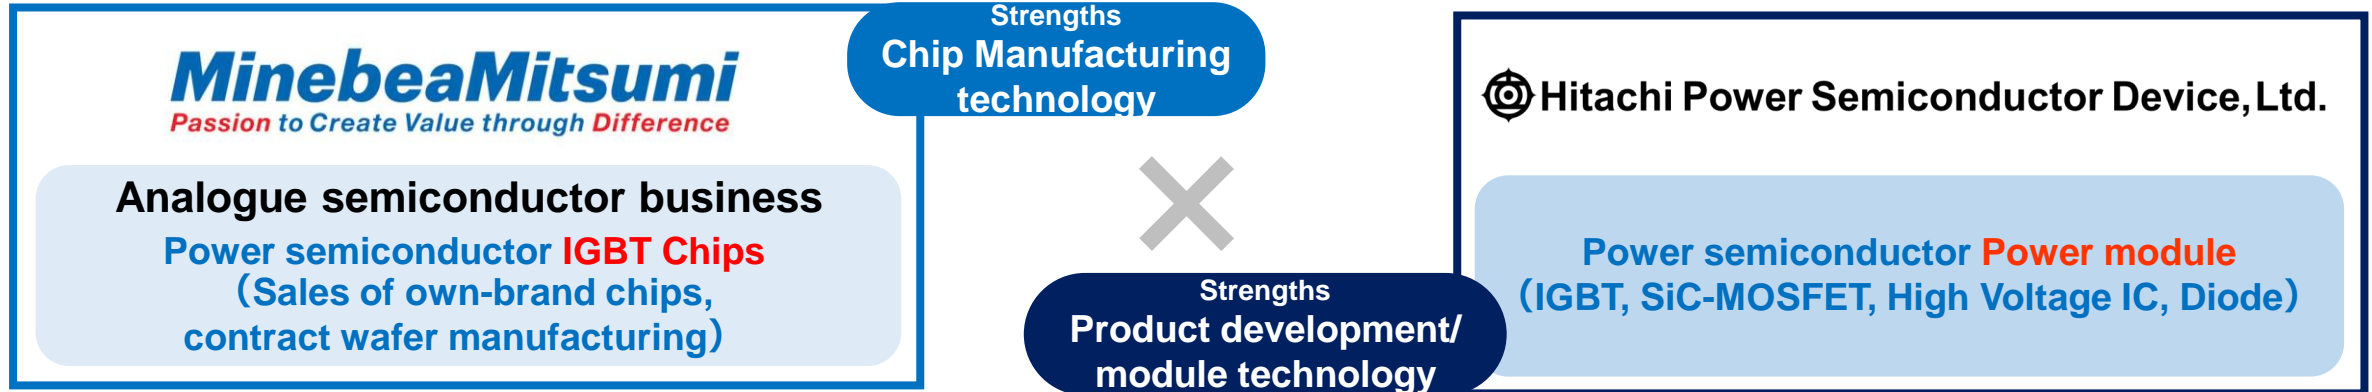 MinebeaMitsumi
Passion to Create Value through Difference
Analogue semiconductor business
Power semiconductor IGBT Chips
（Sales of own-brand chips,
contract wafer manufacturing）
Strengths
Chip Manufacturing
technology
×
Strengths
Product development/
module technology
Hitachi Power Semiconductor Device, Ltd.
Power semiconductor Power module
（IGBT, SiC-MOSFET, High Voltage IC, Diode）